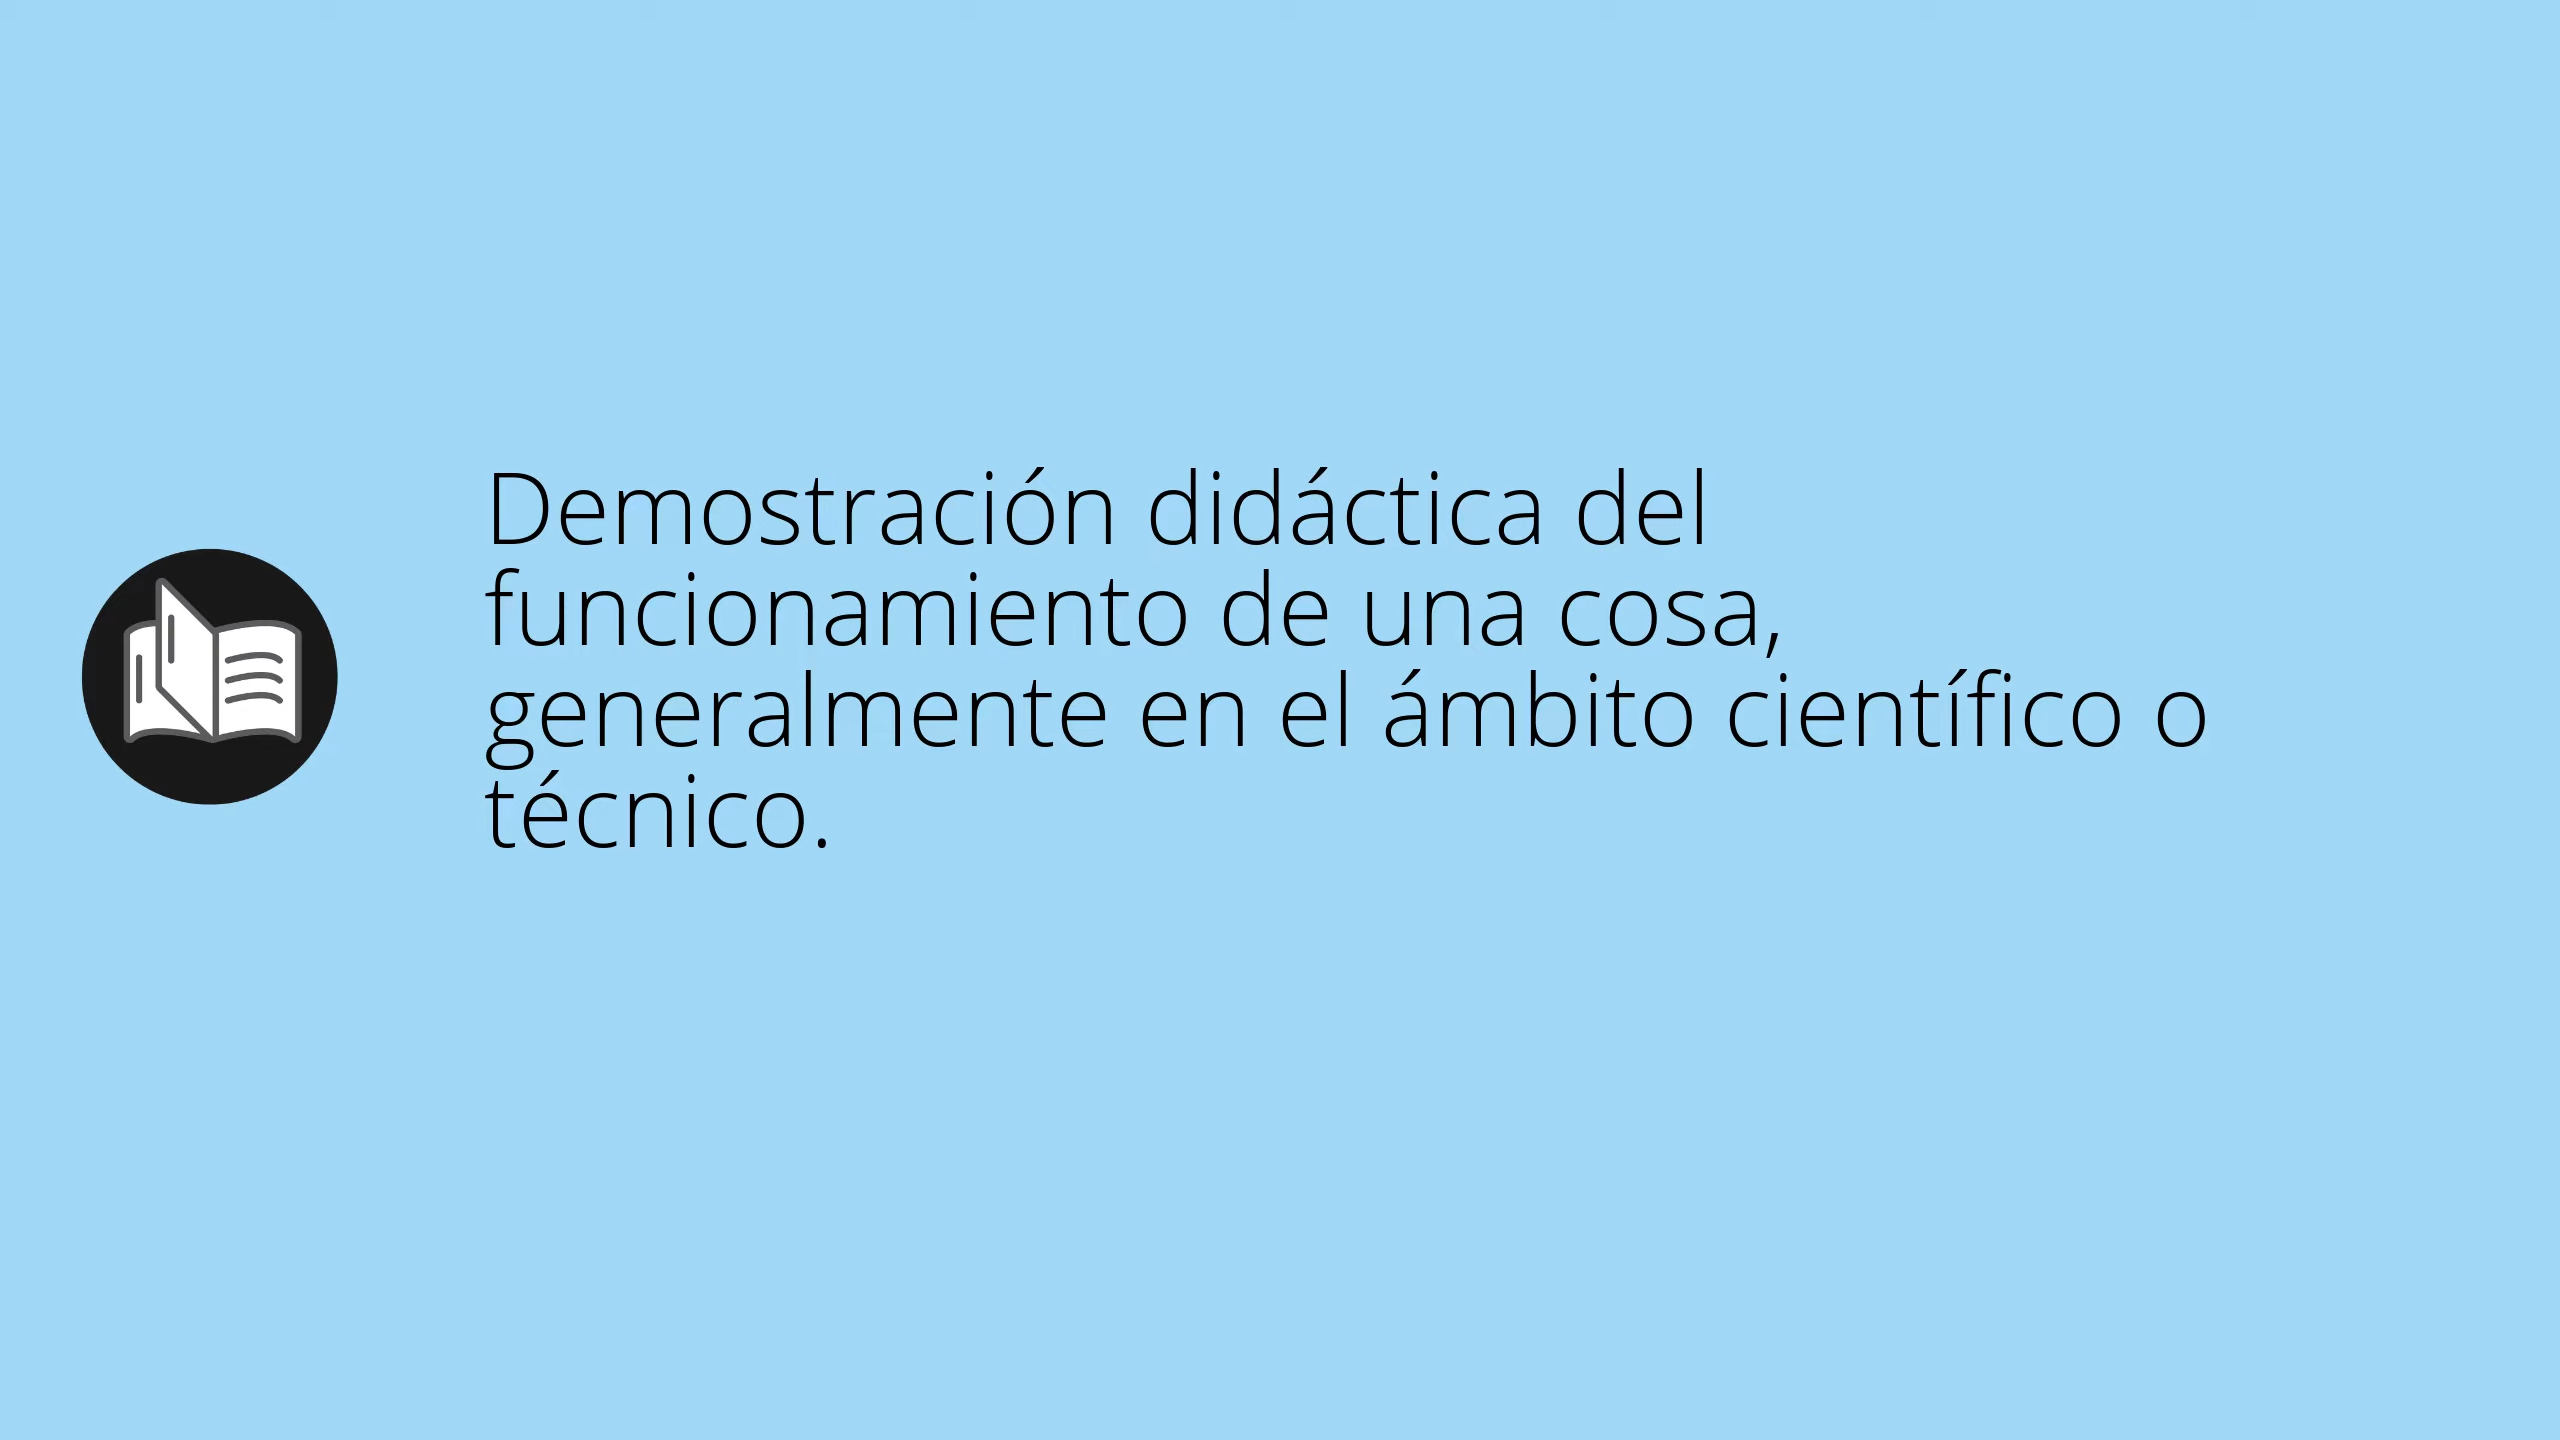 Demostración didáctica del
funcionamiento de una cosa,
generalmente en el ámbito científico o
técnico.